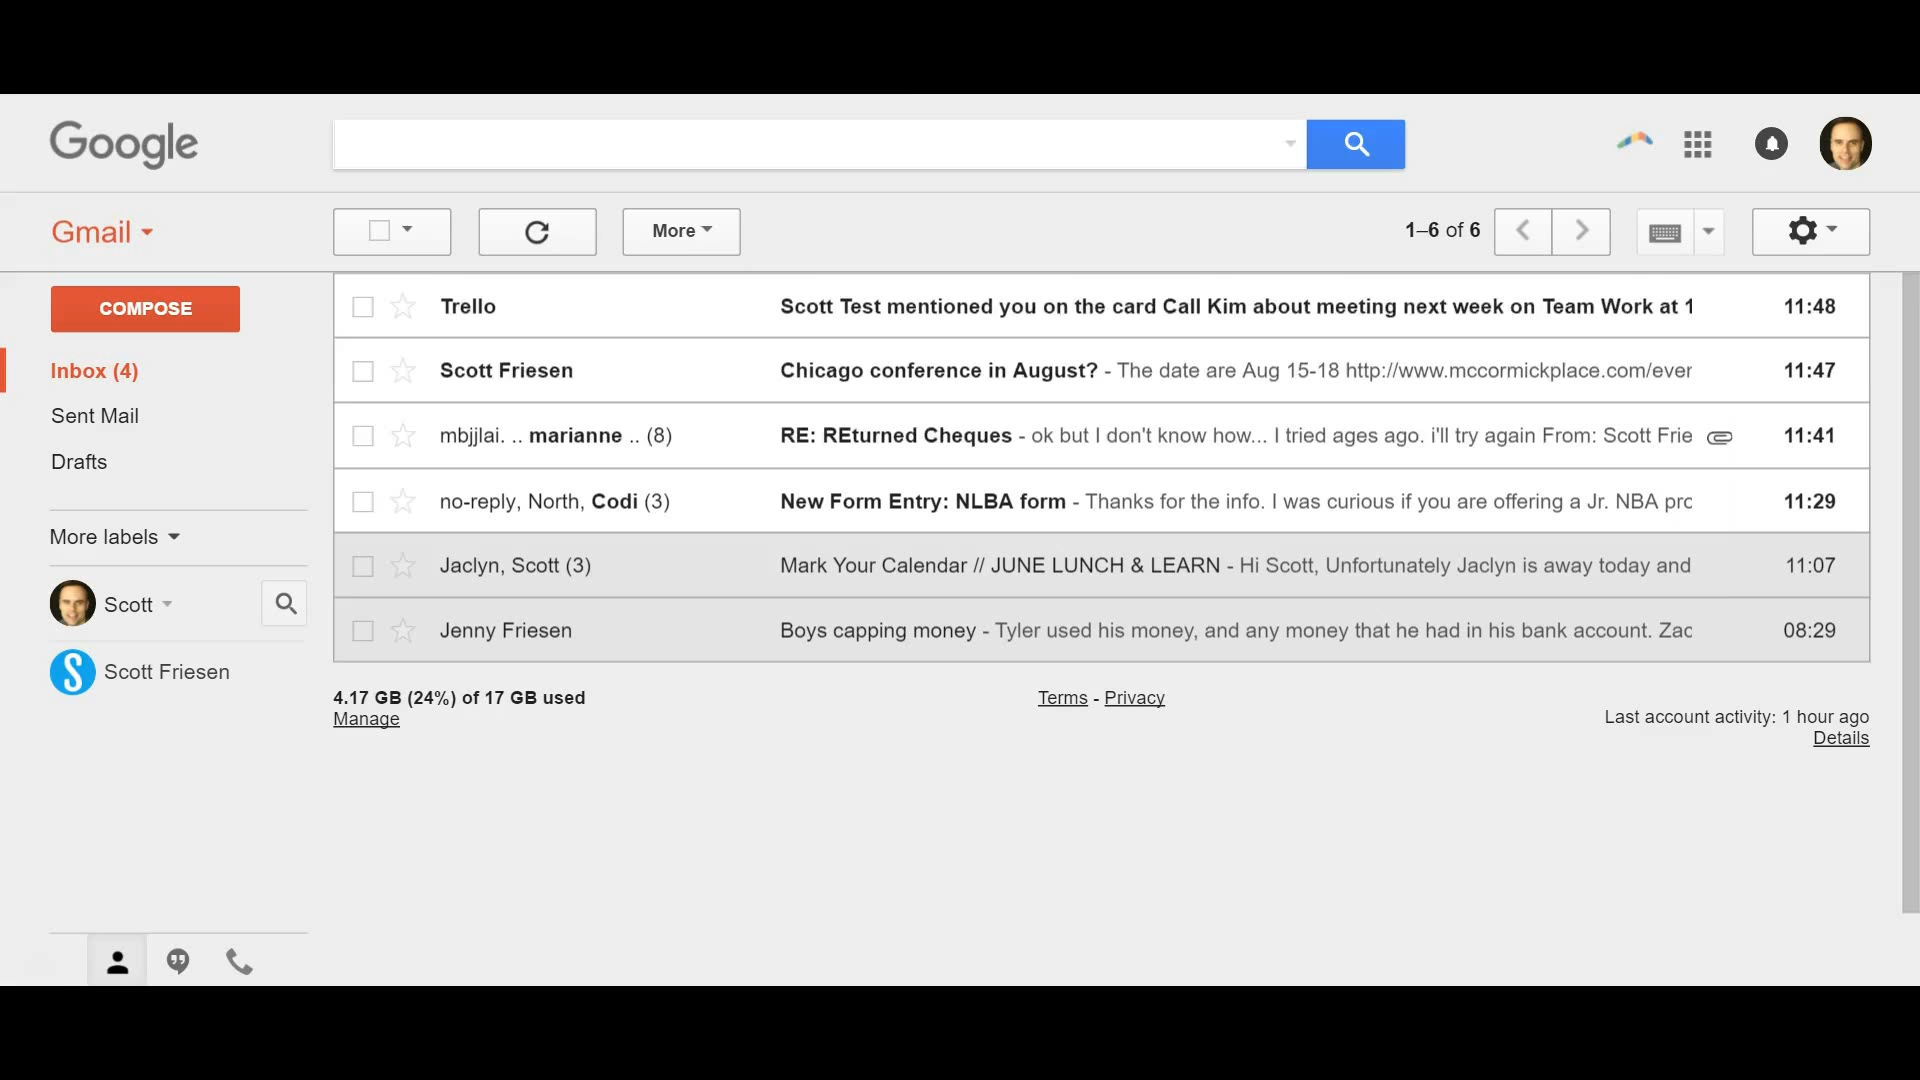 Google
Gmail
More
1–6 of 6
COMPOSE
Inbox (4)
Sent Mail
Drafts
More labels
Scott
Scott Friesen
Trello Scott Test mentioned you on the card Call Kim about meeting next week on Team Work at 1 11:48
Scott Friesen Chicago conference in August? - The date are Aug 15-18 http://www.mccormickplace.com/ever 11:47
mbjjlai. .. marianne .. (8) RE: REturned Cheques - ok but I don't know how... I tried ages ago. i'll try again From: Scott Frie 11:41
no-reply, North, Codi (3) New Form Entry: NLBA form - Thanks for the info. I was curious if you are offering a Jr. NBA prc 11:29
Jaclyn, Scott (3) Mark Your Calendar // JUNE LUNCH & LEARN - Hi Scott, Unfortunately Jaclyn is away today and 11:07
Jenny Friesen Boys capping money - Tyler used his money, and any money that he had in his bank account. Zac 08:29
4.17 GB (24%) of 17 GB used
Manage
Terms - Privacy
Last account activity: 1 hour ago
Details